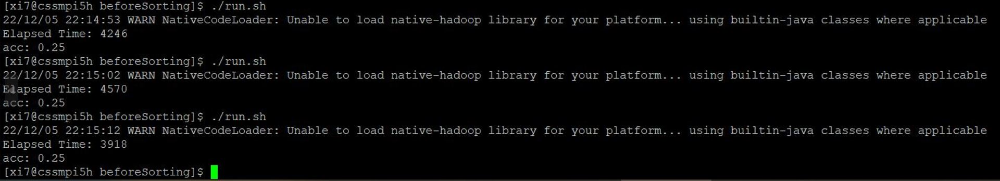 [xi7@cssmpi5h beforeSorting]$ ./run.sh
22/12/05 22:14:53 WARN NativeCodeLoader: Unable to load native-hadoop library for your platform... using builtin-java classes where applicable
Elapsed Time: 4246
acc: 0.25
[xi7@cssmpi5h beforeSorting]$ ./run.sh
22/12/05 22:15:02 WARN NativeCodeLoader: Unable to load native-hadoop library for your platform... using builtin-java classes where applicable
Elapsed Time: 4570
acc: 0.25
[xi7@cssmpi5h beforeSorting]$ ./run.sh
22/12/05 22:15:12 WARN NativeCodeLoader: Unable to load native-hadoop library for your platform... using builtin-java classes where applicable
Elapsed Time: 3918
acc: 0.25
[xi7@cssmpi5h beforeSorting]$